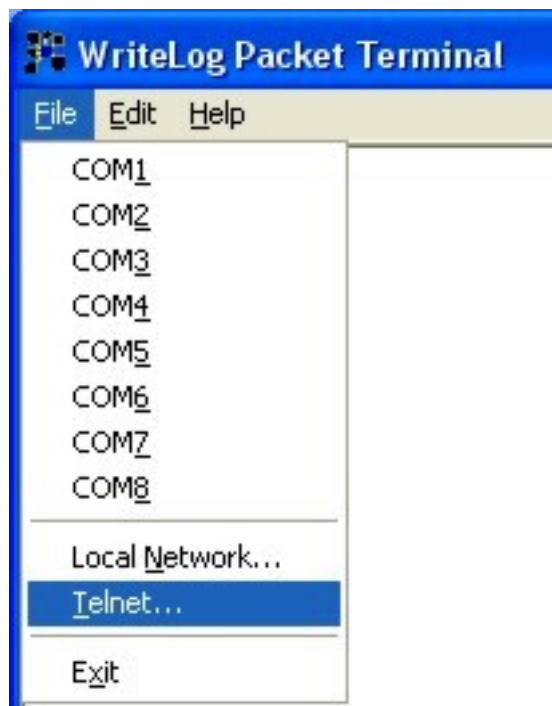 WriteLog Packet Terminal
File Edit Help
COM1
COM2
COM3
COM4
COM5
COM6
COM7
COM8
Local Network...
Telnet...
Exit